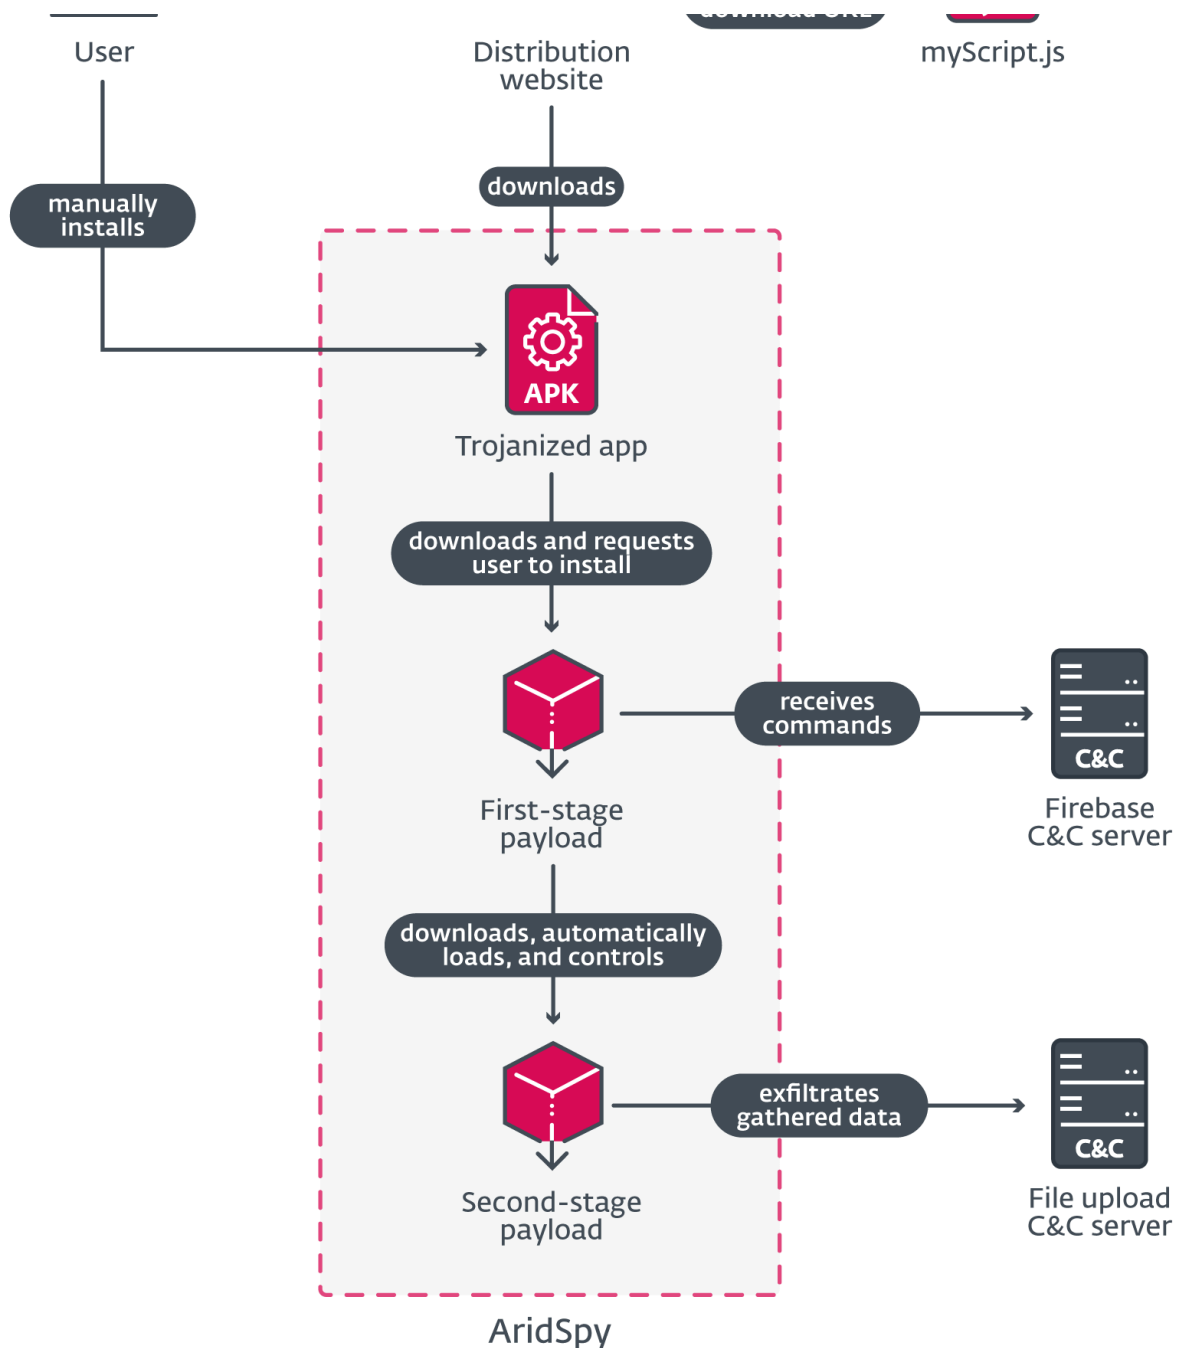 download URL
User
Distribution
website
myScript.js
downloads
manually
installs
APK
Trojanized app
downloads and requests
user to install
receives
commands
C&C
First-stage
payload
Firebase
C&C server
downloads, automatically
loads, and controls
exfiltrates
gathered data
C&C
Second-stage
payload
File upload
C&C server
AridSpy